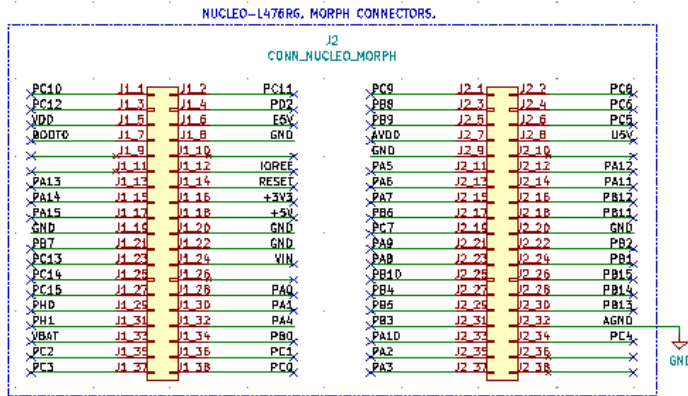 NUCLEO-L476RG. MORPH CONNECTORS.
J2
CONN_NUCLEO_MORPH
PC10 J1_1 J1_2 PC11 PC9 J2_1 J2_2 PC8
PC12 J1_3 J1_4 PD2 PB8 J2_3 J2_4 PC6
VDD J1_5 J1_6 E5V PB9 J2_5 J2_6 PC5
BOOT0 J1_7 J1_8 GND AVDD J2_7 J2_8 U5V
J1_9 J1_10 GND J2_9 J2_10
J1_11 J1_12 IOREF PA5 J2_11 J2_12 PA12
PA13 J1_13 J1_14 RESET PA6 J2_13 J2_14 PA11
PA14 J1_15 J1_16 +3V3 PA7 J2_15 J2_16 PB12
PA15 J1_17 J1_18 +5V PB6 J2_17 J2_18 PB11
GND J1_19 J1_20 GND PC7 J2_19 J2_20 GND
PB7 J1_21 J1_22 GND PA9 J2_21 J2_22 PB2
PC13 J1_23 J1_24 VIN PA8 J2_23 J2_24 PB1
PC14 J1_25 J1_26 PB10 J2_25 J2_26 PB15
PC15 J1_27 J1_28 PA0 PB4 J2_27 J2_28 PB14
PH0 J1_29 J1_30 PA1 PB5 J2_29 J2_30 PB13
PH1 J1_31 J1_32 PA4 PB3 J2_31 J2_32 AGND
VBAT J1_33 J1_34 PB0 PA10 J2_33 J2_34 PC4
PC2 J1_35 J1_36 PC1 PA2 J2_35 J2_36
PC3 J1_37 J1_38 PC0 PA3 J2_37 J2_38
GND